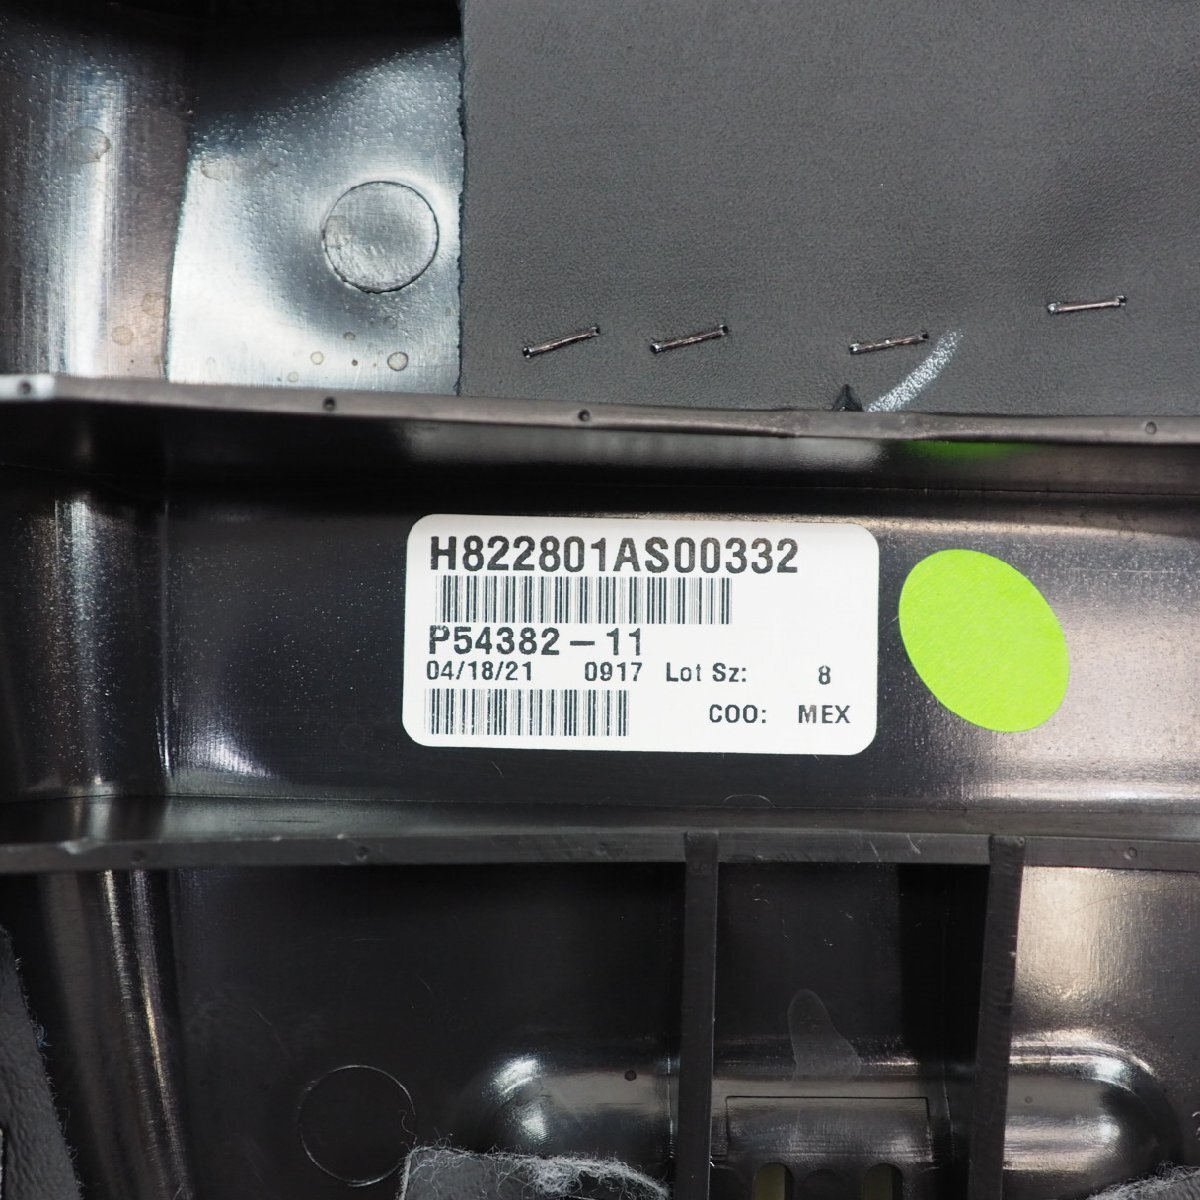 H822801AS00332
P54382-11
04/18/21 0917 Lot Sz: 8
COO: MEX